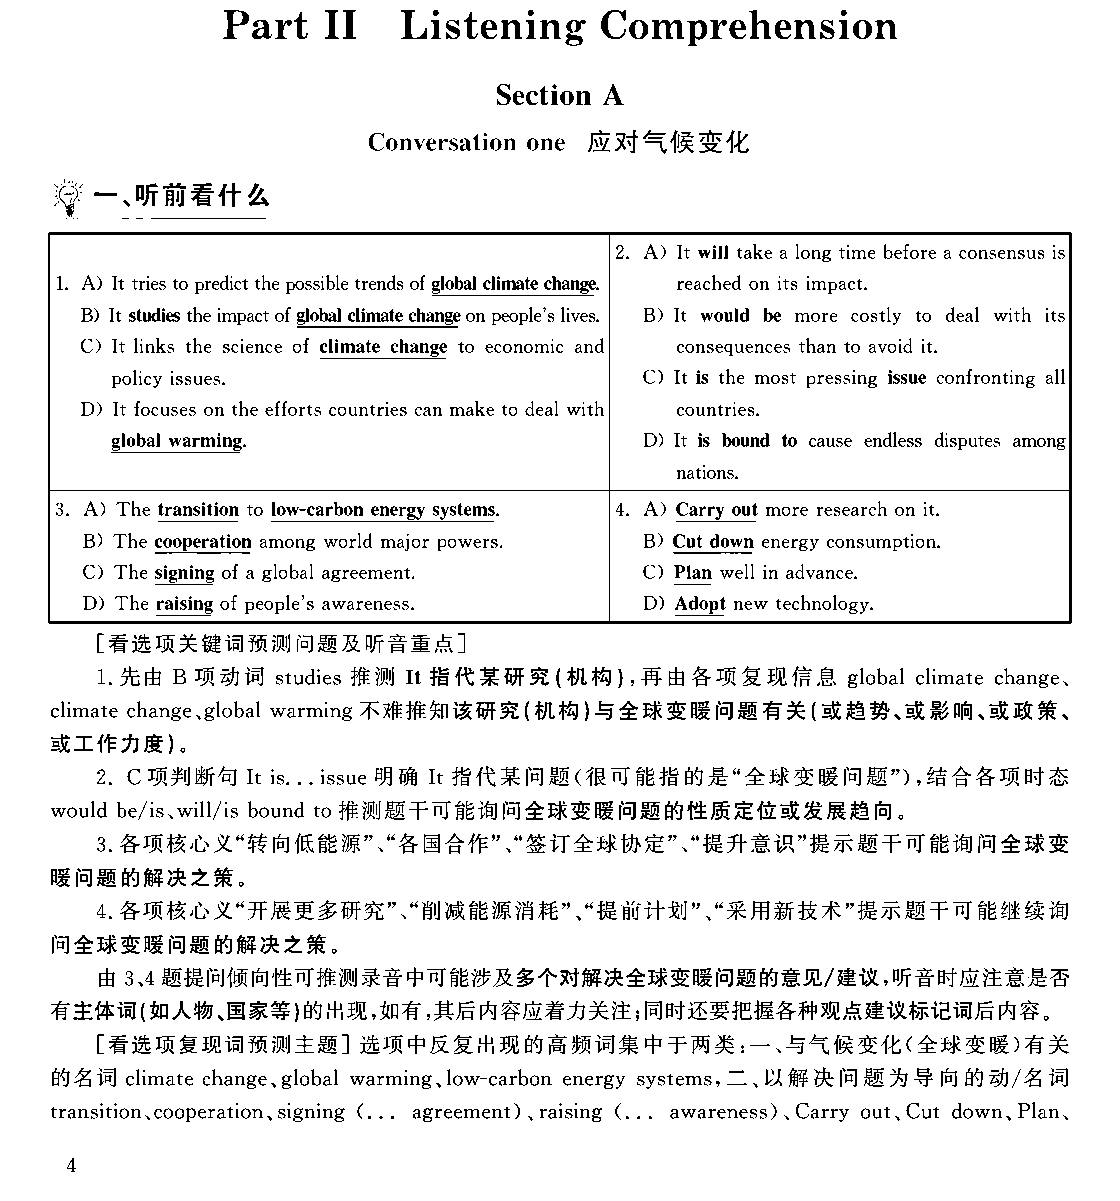 Part II Listening Comprehension
Section A
Conversation one 应对气候变化
一、听前看什么
1. A) It tries to predict the possible trends of global climate change.
B) It studies the impact of global climate change on people's lives.
C) It links the science of climate change to economic and
policy issues.
D) It focuses on the efforts countries can make to deal with
global warming.
2. A) It will take a long time before a consensus is
reached on its impact.
B) It would be more costly to deal with its
consequences than to avoid it.
C) It is the most pressing issue confronting all
countries.
D) It is bound to cause endless disputes among
nations.
3. A) The transition to low-carbon energy systems.
B) The cooperation among world major powers.
C) The signing of a global agreement.
D) The raising of people's awareness.
4. A) Carry out more research on it.
B) Cut down energy consumption.
C) Plan well in advance.
D) Adopt new technology.
[看选项关键词预测问题及听音重点]
1.先由 B 项动词 studies 推测 It 指代某研究(机构),再由各项复现信息 global climate change、
climate change、global warming 不难推知该研究(机构)与全球变暖问题有关(或趋势、或影响、或政策、
或工作力度)。
2. C 项判断句 It is...issue 明确 It 指代某问题(很可能指的是“全球变暖问题”),结合各项时态
would be/is、will/is bound to 推测题干可能询问全球变暖问题的性质定位或发展趋向。
3.各项核心义“转向低能源”、“各国合作”、“签订全球协定”、“提升意识”提示题干可能询问全球变
暖问题的解决之策。
4.各项核心义“开展更多研究”、“削减能源消耗”、“提前计划”、“采用新技术”提示题干可能继续询
问全球变暖问题的解决之策。
由 3、4 题提问倾向性可推测录音中可能涉及多个对解决全球变暖问题的意见/建议,听音时应注意是否
有主体词(如人物、国家等)的出现,如有,其后内容应着力关注;同时还要把握各种观点建议标记词后内容。
[看选项复现词预测主题] 选项中反复出现的高频词集中于两类:一、与气候变化(全球变暖)有关
的名词 climate change、global warming、low-carbon energy systems,二、以解决问题为导向的动/名词
transition、cooperation、signing (... agreement)、raising (... awareness)、Carry out、Cut down、Plan、
4